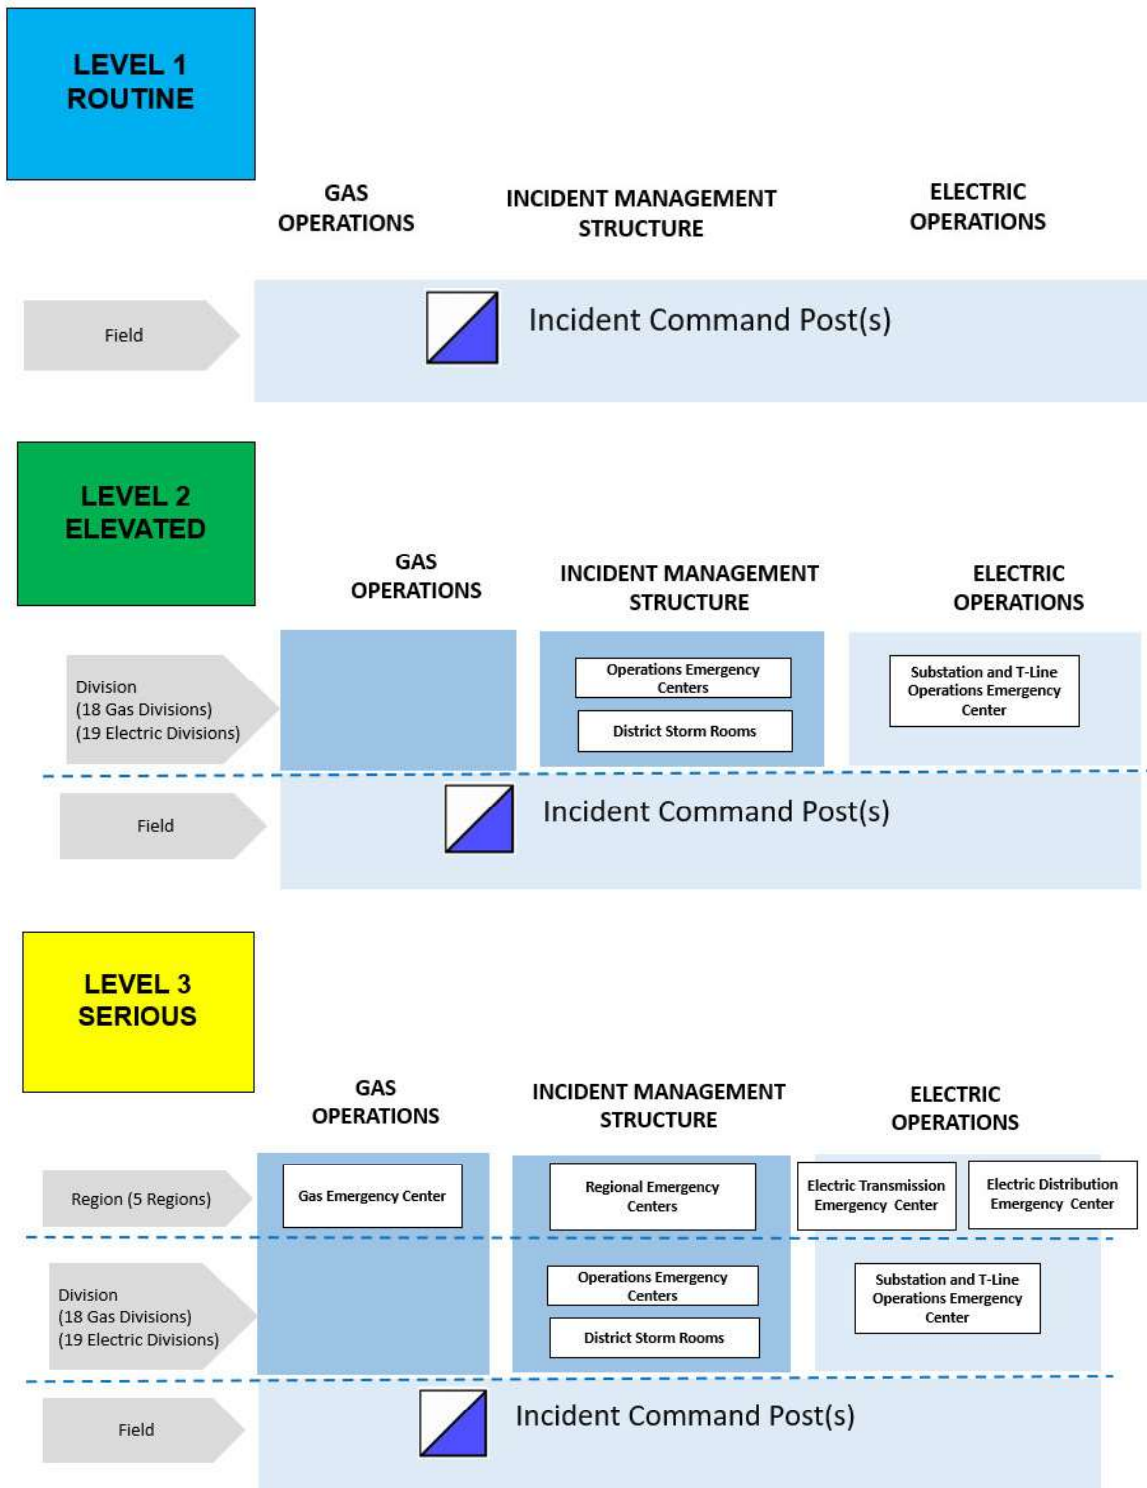 LEVEL 1
ROUTINE
GAS
OPERATIONS
INCIDENT MANAGEMENT
STRUCTURE
ELECTRIC
OPERATIONS
Field
Incident Command Post(s)
LEVEL 2
ELEVATED
GAS
OPERATIONS
INCIDENT MANAGEMENT
STRUCTURE
ELECTRIC
OPERATIONS
Division
(18 Gas Divisions)
(19 Electric Divisions)
Operations Emergency
Centers
District Storm Rooms
Substation and T-Line
Operations Emergency
Center
Field
Incident Command Post(s)
LEVEL 3
SERIOUS
GAS
OPERATIONS
INCIDENT MANAGEMENT
STRUCTURE
ELECTRIC
OPERATIONS
Region (5 Regions)
Gas Emergency Center
Regional Emergency
Centers
Electric Transmission
Emergency Center
Electric Distribution
Emergency Center
Division
(18 Gas Divisions)
(19 Electric Divisions)
Operations Emergency
Centers
District Storm Rooms
Substation and T-Line
Operations Emergency
Center
Field
Incident Command Post(s)